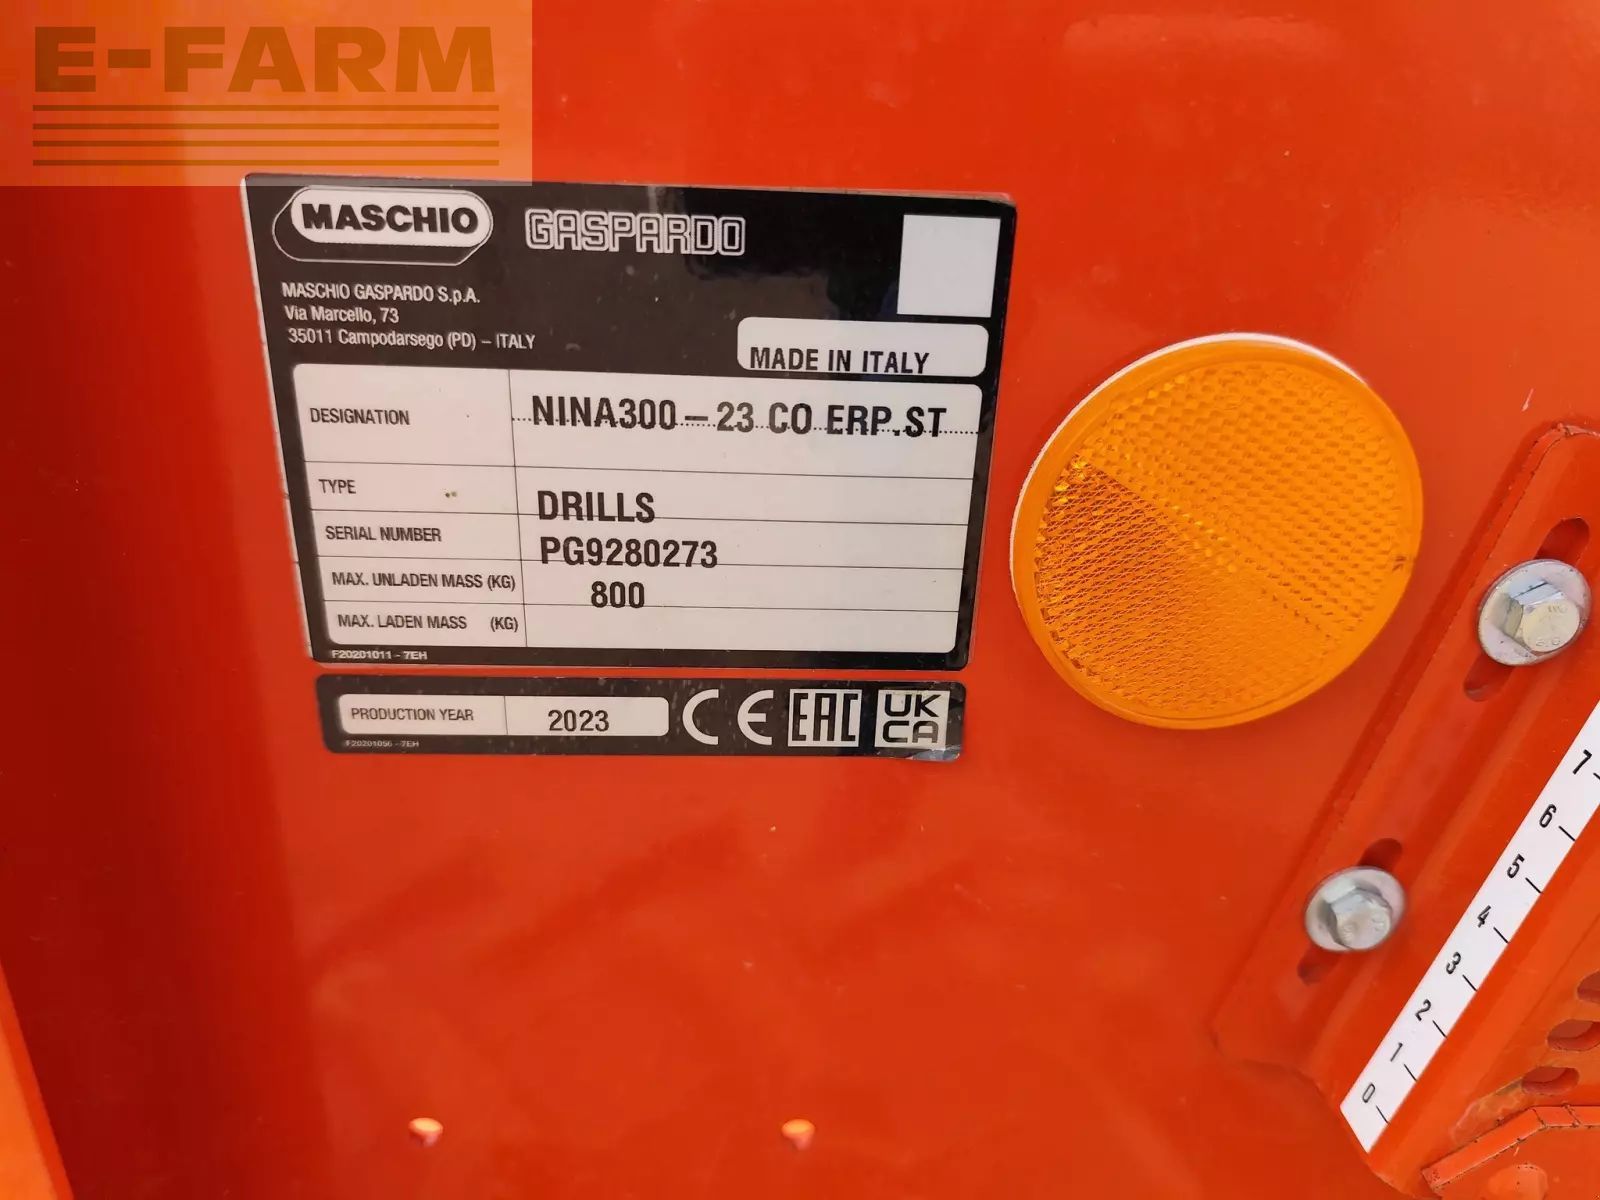 E-FARM
MASCHIO GASPARDO
MASCHIO GASPARDO S.p.A.
Via Marcello, 73
35011 Campodarsego (PD) – ITALY
MADE IN ITALY
DESIGNATION NINA300-23 CO ERP.ST
TYPE DRILLS
SERIAL NUMBER PG9280273
MAX. UNLADEN MASS (KG) 800
MAX. LADEN MASS (KG)
F20201011 - 7EH
PRODUCTION YEAR 2023 CE EAC UK CA
F20201056 - 7EH
7
6
5
4
3
2
1
0